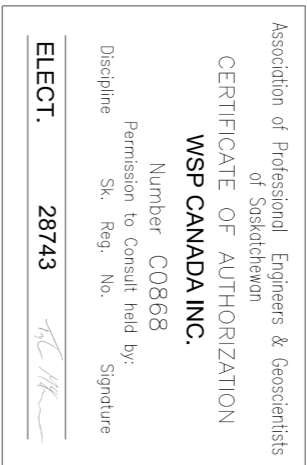 Association of Professional Engineers & Geoscientists
of Saskatchewan
CERTIFICATE OF AUTHORIZATION
WSP CANADA INC.
Number C0868
Permission to Consult held by:
Discipline Sk. Reg. No. Signature
ELECT. 28743